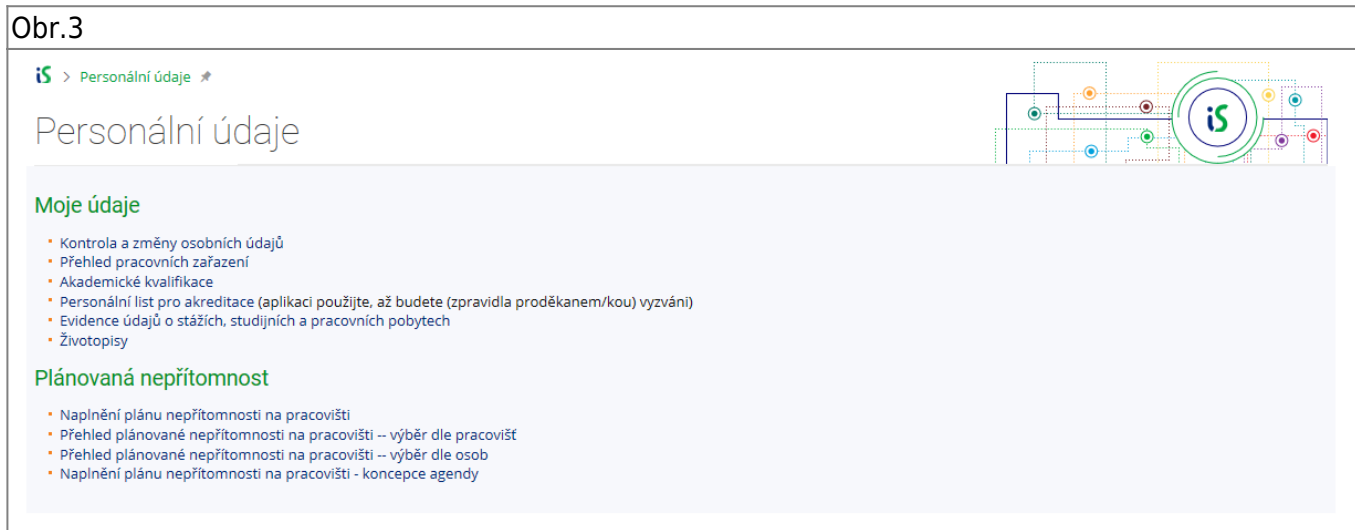 Obr.3
iS > Personální údaje
Personální údaje
iS
Moje údaje
Kontrola a změny osobních údajů
Přehled pracovních zařazení
Akademické kvalifikace
Personální list pro akreditace (aplikaci použijte, až budete (zpravidla proděkanem/kou) vyzváni)
Evidence údajů o stážích, studijních a pracovních pobytech
Životopisy
Plánovaná nepřítomnost
Naplnění plánu nepřítomnosti na pracovišti
Přehled plánované nepřítomnosti na pracovišti -- výběr dle pracovišť
Přehled plánované nepřítomnosti na pracovišti -- výběr dle osob
Naplnění plánu nepřítomnosti na pracovišti - koncepce agendy